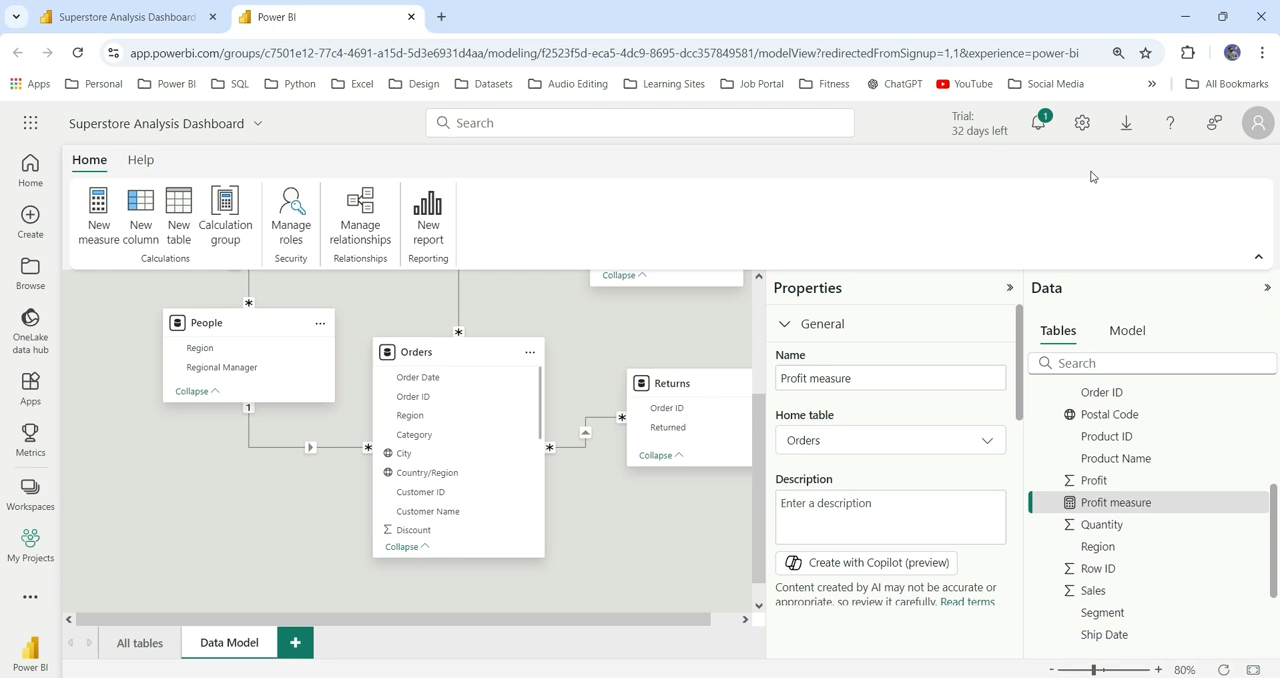 Superstore Analysis Dashboard
Power BI
app.powerbi.com/groups/c7501e12-77c4-4691-a15d-5d3e6931d4aa/modeling/f2523f5d-eca5-4dc9-8695-dcc357849581/modelView?redirectedFromSignup=1,1&experience=power-bi
Apps
Personal
Power BI
SQL
Python
Excel
Design
Datasets
Audio Editing
Learning Sites
Job Portal
Fitness
ChatGPT
YouTube
Social Media
»
All Bookmarks
Superstore Analysis Dashboard
Search
Trial:
32 days left
1
Home
Help
New
measure
New
column
New
table
Calculation
group
Calculations
Manage
roles
Security
Manage
relationships
Relationships
New
report
Reporting
Home
Create
Browse
OneLake
data hub
Apps
Metrics
Workspaces
My Projects
Power BI
*
People
Region
Regional Manager
Collapse
1
*
*
Orders
Order Date
Order ID
Region
Category
City
Country/Region
Customer ID
Customer Name
Discount
Collapse
*
*
Collapse
Returns
Order ID
Returned
Collapse
All tables
Data Model
+
Properties
»
General
Name
Profit measure
Home table
Orders
Description
Enter a description
Create with Copilot (preview)
Content created by AI may not be accurate or
appropriate, so review it carefully. Read terms
Data
»
Tables
Model
Search
Order ID
Postal Code
Product ID
Product Name
Profit
Profit measure
Quantity
Region
Row ID
Sales
Segment
Ship Date
- + 80%